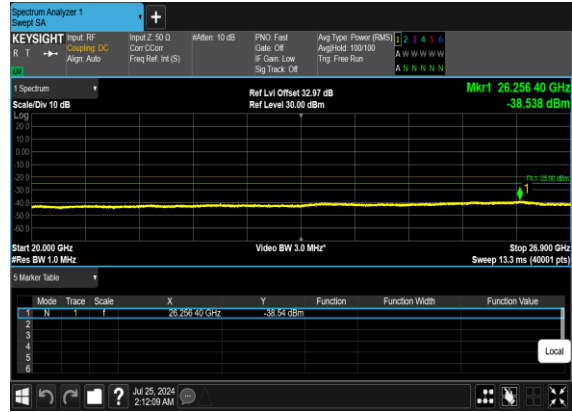 Spectrum Analyzer 1
Swept SA
+
KEYSIGHT Input: RF Input Z: 50 Ω #Atten: 10 dB PNO: Fast Avg Type: Power (RMS) 1 2 3 4 5 6
R T Coupling: DC Corr CCorr Gate: Off Avg|Hold: 100/100 A W W W W W
Align: Auto Freq Ref: Int (S) IF Gain: Low Trig: Free Run
Sig Track: Off A N N N N N
1 Spectrum Ref Lvl Offset 32.97 dB Mkr1 26.256 40 GHz
Scale/Div 10 dB Ref Level 30.00 dBm -38.538 dBm
Log
20.0
10.0
0.00
-10.0
-20.0
DL1 -25.00 dBm
-30.0
1
-40.0
-50.0
-60.0
Start 20.000 GHz Video BW 3.0 MHz* Stop 26.900 GHz
#Res BW 1.0 MHz Sweep 13.3 ms (40001 pts)
5 Marker Table
Mode Trace Scale X Y Function Function Width Function Value
1 N 1 f 26.256 40 GHz -38.54 dBm
2
3
4
5
6
Local
? Jul 25, 2024
2:12:09 AM